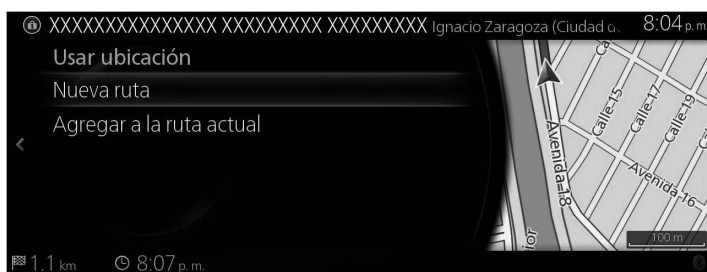 XXXXXXXXXXXXXX XXXXXXXXX XXXXXXXXX Ignacio Zaragoza (Ciudad 8:04 p. m.
Usar ubicación
Nueva ruta
Agregar a la ruta actual
Calle-15
Calle-17
Calle-19
Avenida-18
Avenida-16
100 m
1.1 km 8:07 p. m.